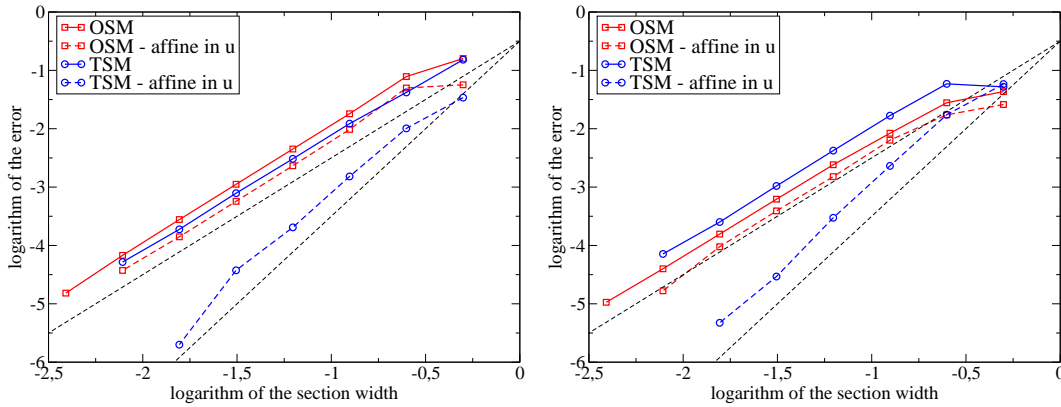 OSM
OSM - affine in u
TSM
TSM - affine in u
0
-1
-2
-3
-4
-5
-6
logarithm of the error
-2,5
-2
-1,5
-1
-0,5
0
logarithm of the section width
OSM
OSM - affine in u
TSM
TSM - affine in u
0
-1
-2
-3
-4
-5
-6
logarithm of the error
-2,5
-2
-1,5
-1
-0,5
0
logarithm of the section width